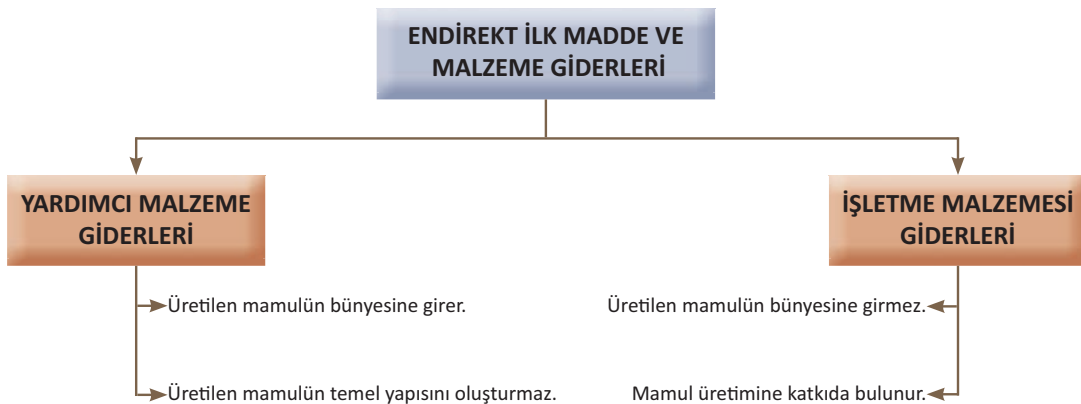 ENDİREKT İLK MADDE VE
MALZEME GİDERLERİ
YARDIMCI MALZEME
GİDERLERİ
İŞLETME MALZEMESİ
GİDERLERİ
Üretilen mamulün bünyesine girer.
Üretilen mamulün bünyesine girmez.
Üretilen mamulün temel yapısını oluşturmaz.
Mamul üretimine katkıda bulunur.